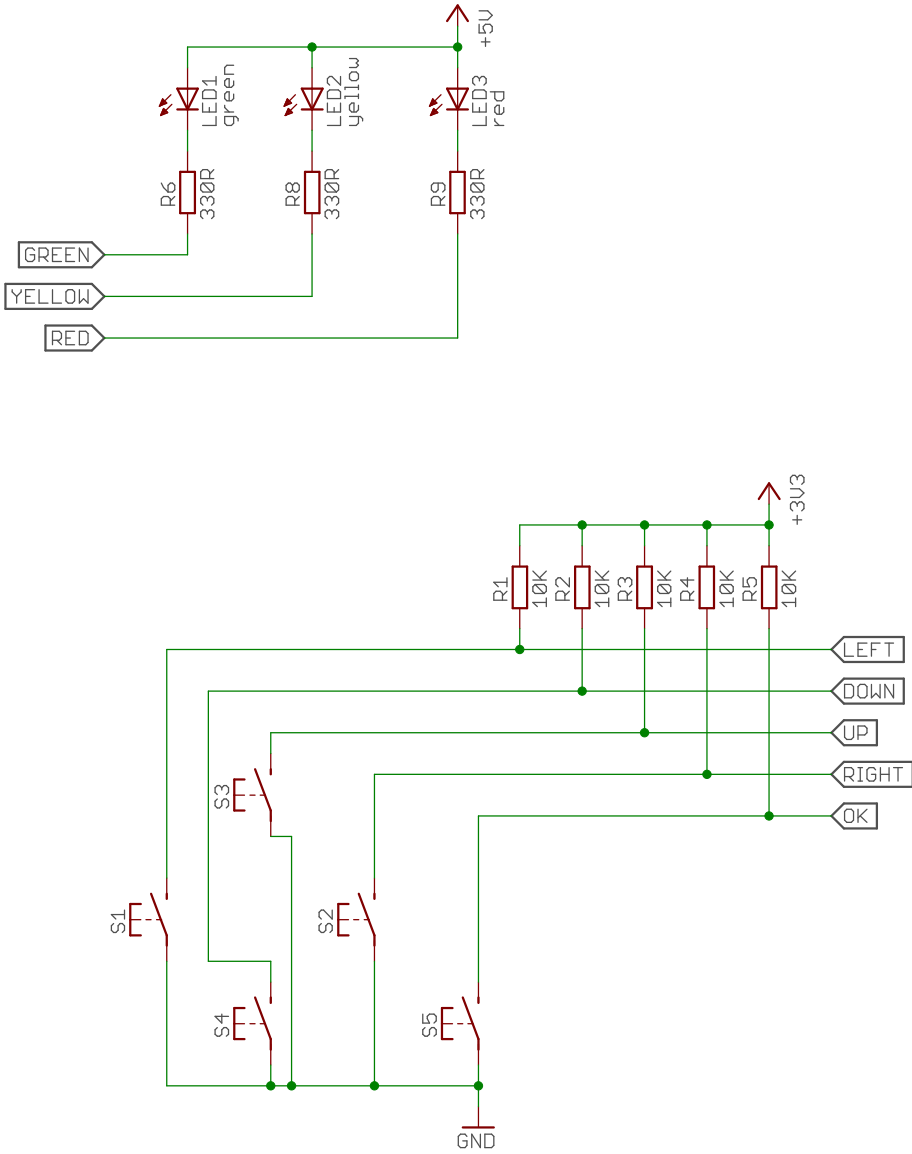 +5V
LED1
green
LED2
yellow
LED3
red
R6
330R
R8
330R
R9
330R
GREEN
YELLOW
RED
+3V3
R1
10K
R2
10K
R3
10K
R4
10K
R5
10K
LEFT
DOWN
UP
RIGHT
OK
S3
S1
S2
S4
S5
GND